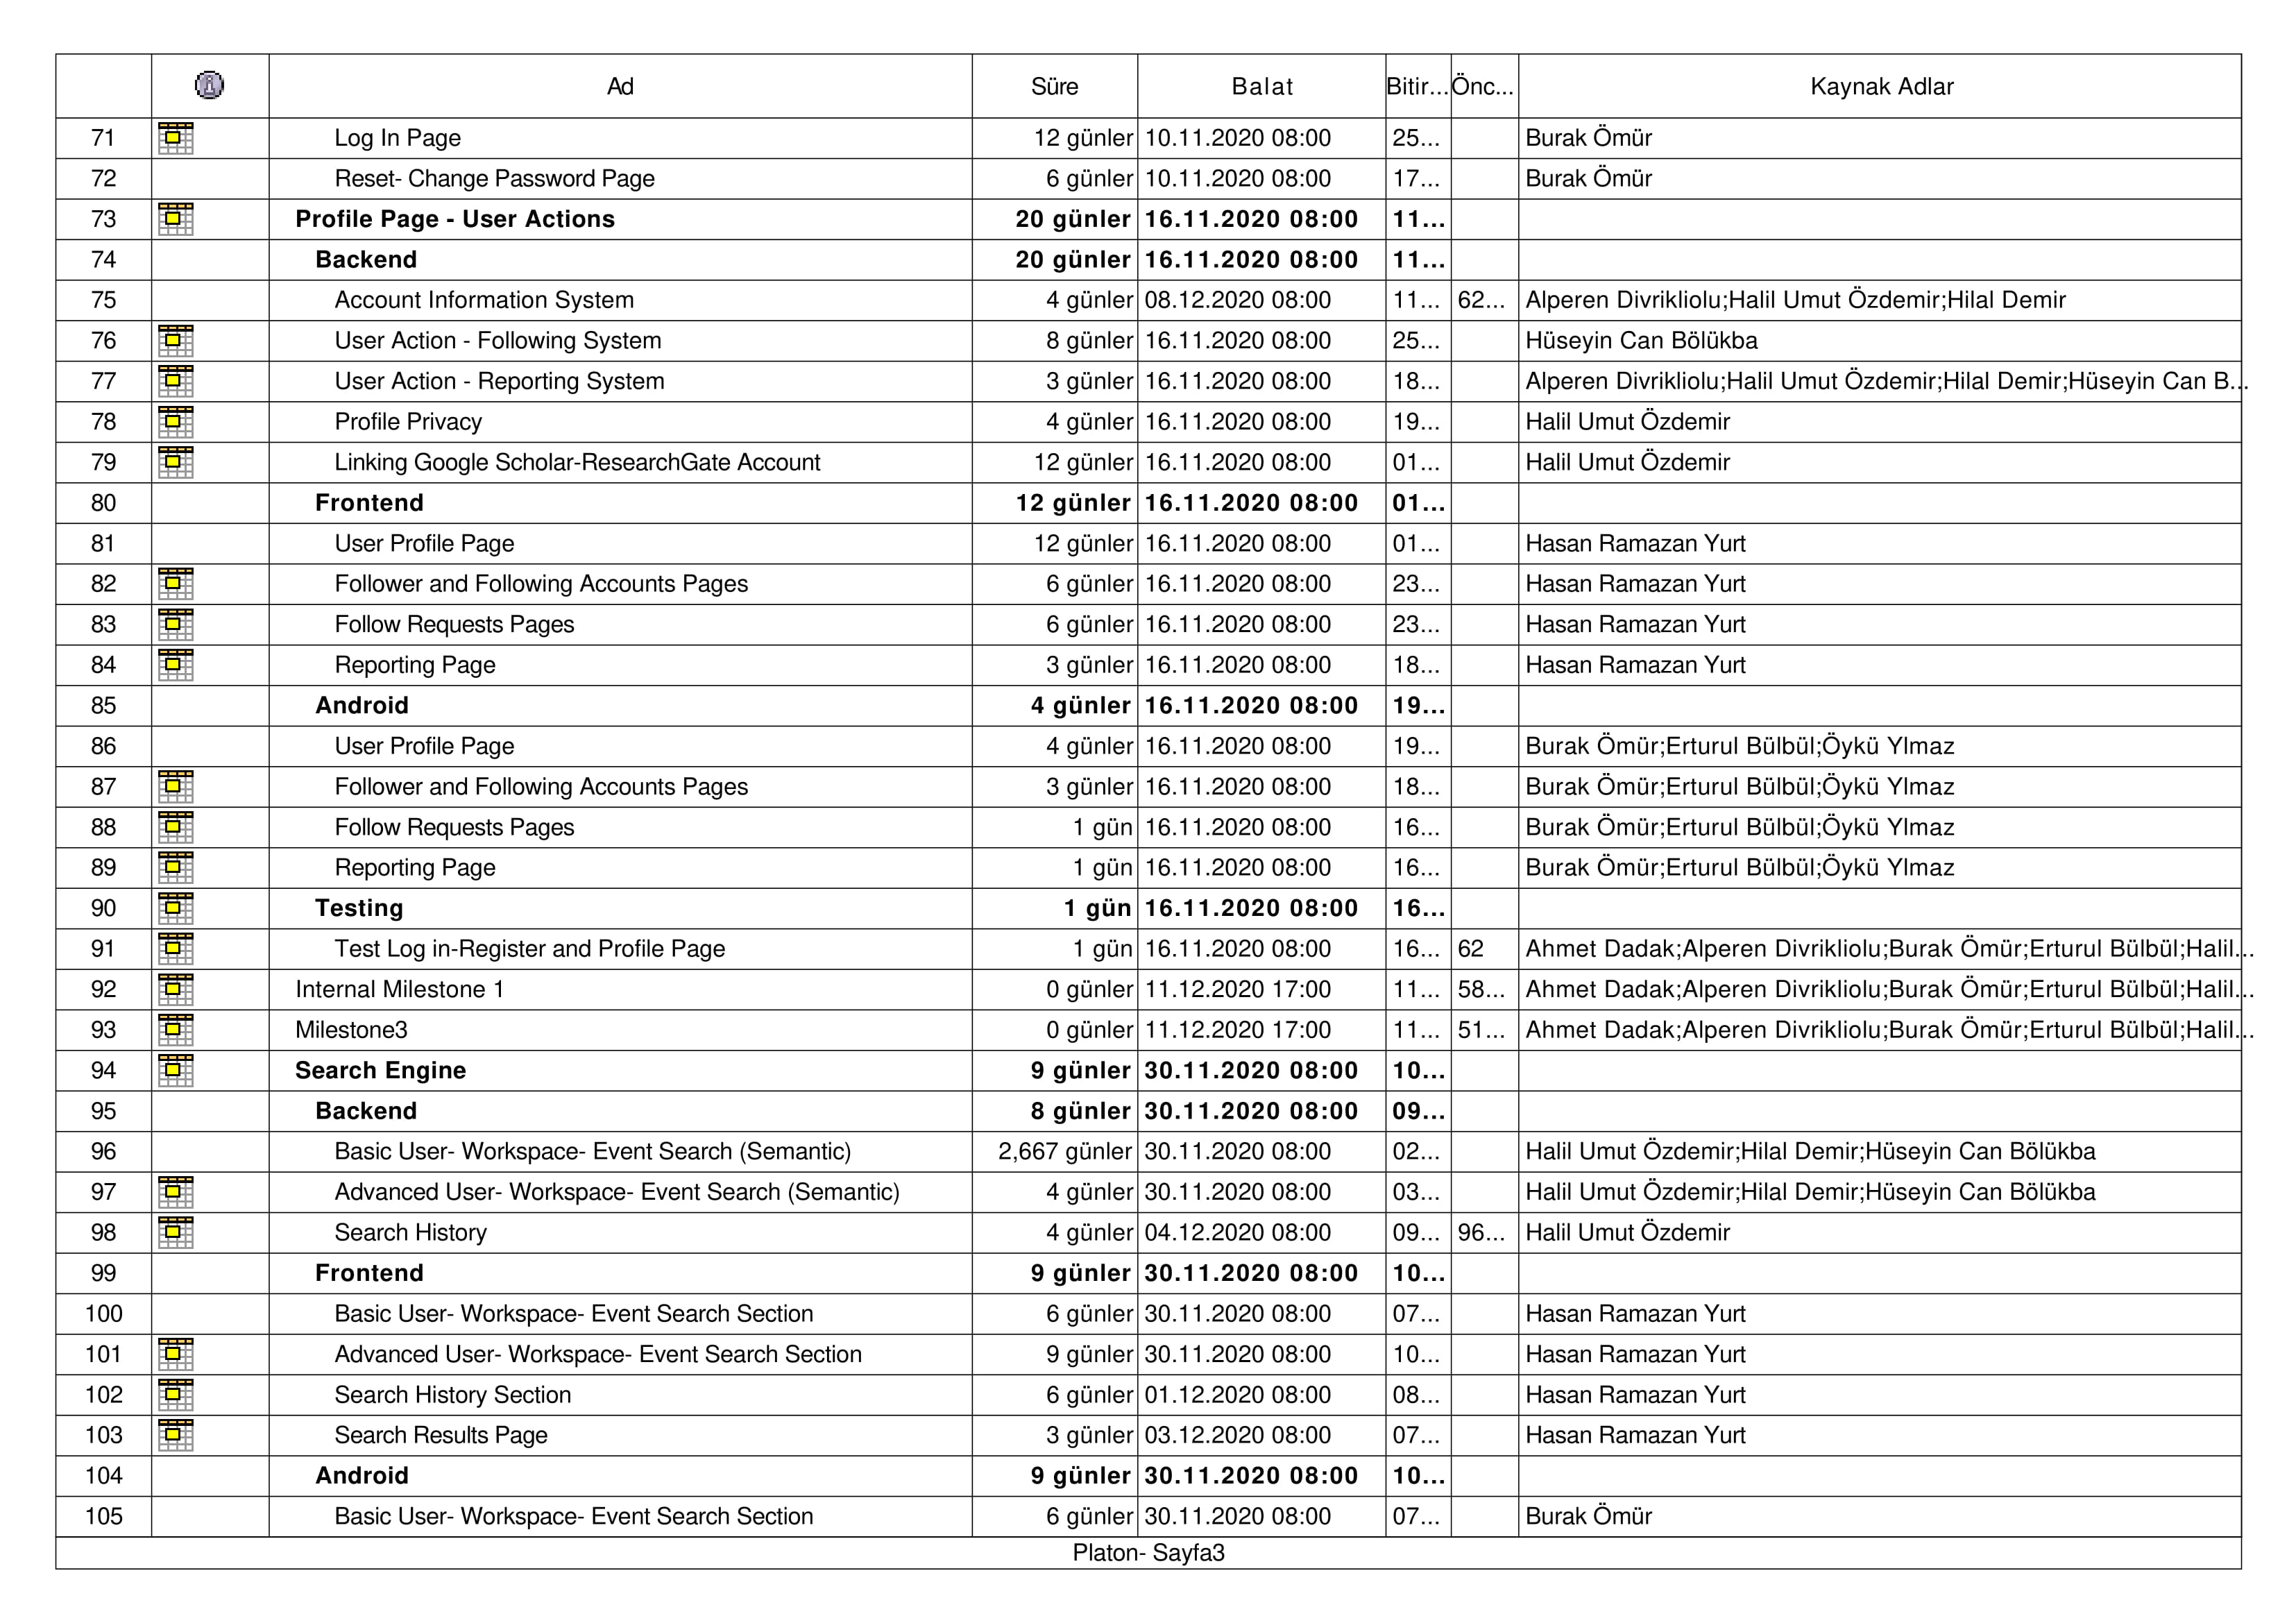 Ad Süre Balat Bitir... Önc... Kaynak Adlar
71 Log In Page 12 günler 10.11.2020 08:00 25... Burak Ömür
72 Reset- Change Password Page 6 günler 10.11.2020 08:00 17... Burak Ömür
73 Profile Page - User Actions 20 günler 16.11.2020 08:00 11...
74 Backend 20 günler 16.11.2020 08:00 11...
75 Account Information System 4 günler 08.12.2020 08:00 11... 62... Alperen Divrikliolu;Halil Umut Özdemir;Hilal Demir
76 User Action - Following System 8 günler 16.11.2020 08:00 25... Hüseyin Can Bölükba
77 User Action - Reporting System 3 günler 16.11.2020 08:00 18... Alperen Divrikliolu;Halil Umut Özdemir;Hilal Demir;Hüseyin Can B...
78 Profile Privacy 4 günler 16.11.2020 08:00 19... Halil Umut Özdemir
79 Linking Google Scholar-ResearchGate Account 12 günler 16.11.2020 08:00 01... Halil Umut Özdemir
80 Frontend 12 günler 16.11.2020 08:00 01...
81 User Profile Page 12 günler 16.11.2020 08:00 01... Hasan Ramazan Yurt
82 Follower and Following Accounts Pages 6 günler 16.11.2020 08:00 23... Hasan Ramazan Yurt
83 Follow Requests Pages 6 günler 16.11.2020 08:00 23... Hasan Ramazan Yurt
84 Reporting Page 3 günler 16.11.2020 08:00 18... Hasan Ramazan Yurt
85 Android 4 günler 16.11.2020 08:00 19...
86 User Profile Page 4 günler 16.11.2020 08:00 19... Burak Ömür;Erturul Bülbül;Öykü Ylmaz
87 Follower and Following Accounts Pages 3 günler 16.11.2020 08:00 18... Burak Ömür;Erturul Bülbül;Öykü Ylmaz
88 Follow Requests Pages 1 gün 16.11.2020 08:00 16... Burak Ömür;Erturul Bülbül;Öykü Ylmaz
89 Reporting Page 1 gün 16.11.2020 08:00 16... Burak Ömür;Erturul Bülbül;Öykü Ylmaz
90 Testing 1 gün 16.11.2020 08:00 16...
91 Test Log in-Register and Profile Page 1 gün 16.11.2020 08:00 16... 62 Ahmet Dadak;Alperen Divrikliolu;Burak Ömür;Erturul Bülbül;Halil...
92 Internal Milestone 1 0 günler 11.12.2020 17:00 11... 58... Ahmet Dadak;Alperen Divrikliolu;Burak Ömür;Erturul Bülbül;Halil...
93 Milestone3 0 günler 11.12.2020 17:00 11... 51... Ahmet Dadak;Alperen Divrikliolu;Burak Ömür;Erturul Bülbül;Halil...
94 Search Engine 9 günler 30.11.2020 08:00 10...
95 Backend 8 günler 30.11.2020 08:00 09...
96 Basic User- Workspace- Event Search (Semantic) 2,667 günler 30.11.2020 08:00 02... Halil Umut Özdemir;Hilal Demir;Hüseyin Can Bölükba
97 Advanced User- Workspace- Event Search (Semantic) 4 günler 30.11.2020 08:00 03... Halil Umut Özdemir;Hilal Demir;Hüseyin Can Bölükba
98 Search History 4 günler 04.12.2020 08:00 09... 96... Halil Umut Özdemir
99 Frontend 9 günler 30.11.2020 08:00 10...
100 Basic User- Workspace- Event Search Section 6 günler 30.11.2020 08:00 07... Hasan Ramazan Yurt
101 Advanced User- Workspace- Event Search Section 9 günler 30.11.2020 08:00 10... Hasan Ramazan Yurt
102 Search History Section 6 günler 01.12.2020 08:00 08... Hasan Ramazan Yurt
103 Search Results Page 3 günler 03.12.2020 08:00 07... Hasan Ramazan Yurt
104 Android 9 günler 30.11.2020 08:00 10...
105 Basic User- Workspace- Event Search Section 6 günler 30.11.2020 08:00 07... Burak Ömür
Platon- Sayfa3